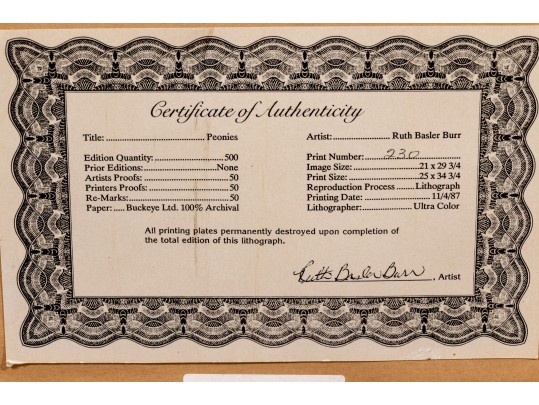 Certificate of Authenticity
Title:..............................Peonies
Artist:..................Ruth Basler Burr
Edition Quantity:.........................500
Prior Editions:.........................None
Artists Proofs:..........................50
Printers Proofs:.........................50
Re-Marks:...............................50
Paper:.....Buckeye Ltd. 100% Archival
Print Number:.......230..............
Image Size:...................21 x 29 3/4
Print Size:....................25 x 34 3/4
Reproduction Process.......Lithograph
Printing Date:.......................11/4/87
Lithographer:.................Ultra Color
All printing plates permanently destroyed upon completion of
the total edition of this lithograph.
Ruth Basler Burr, Artist